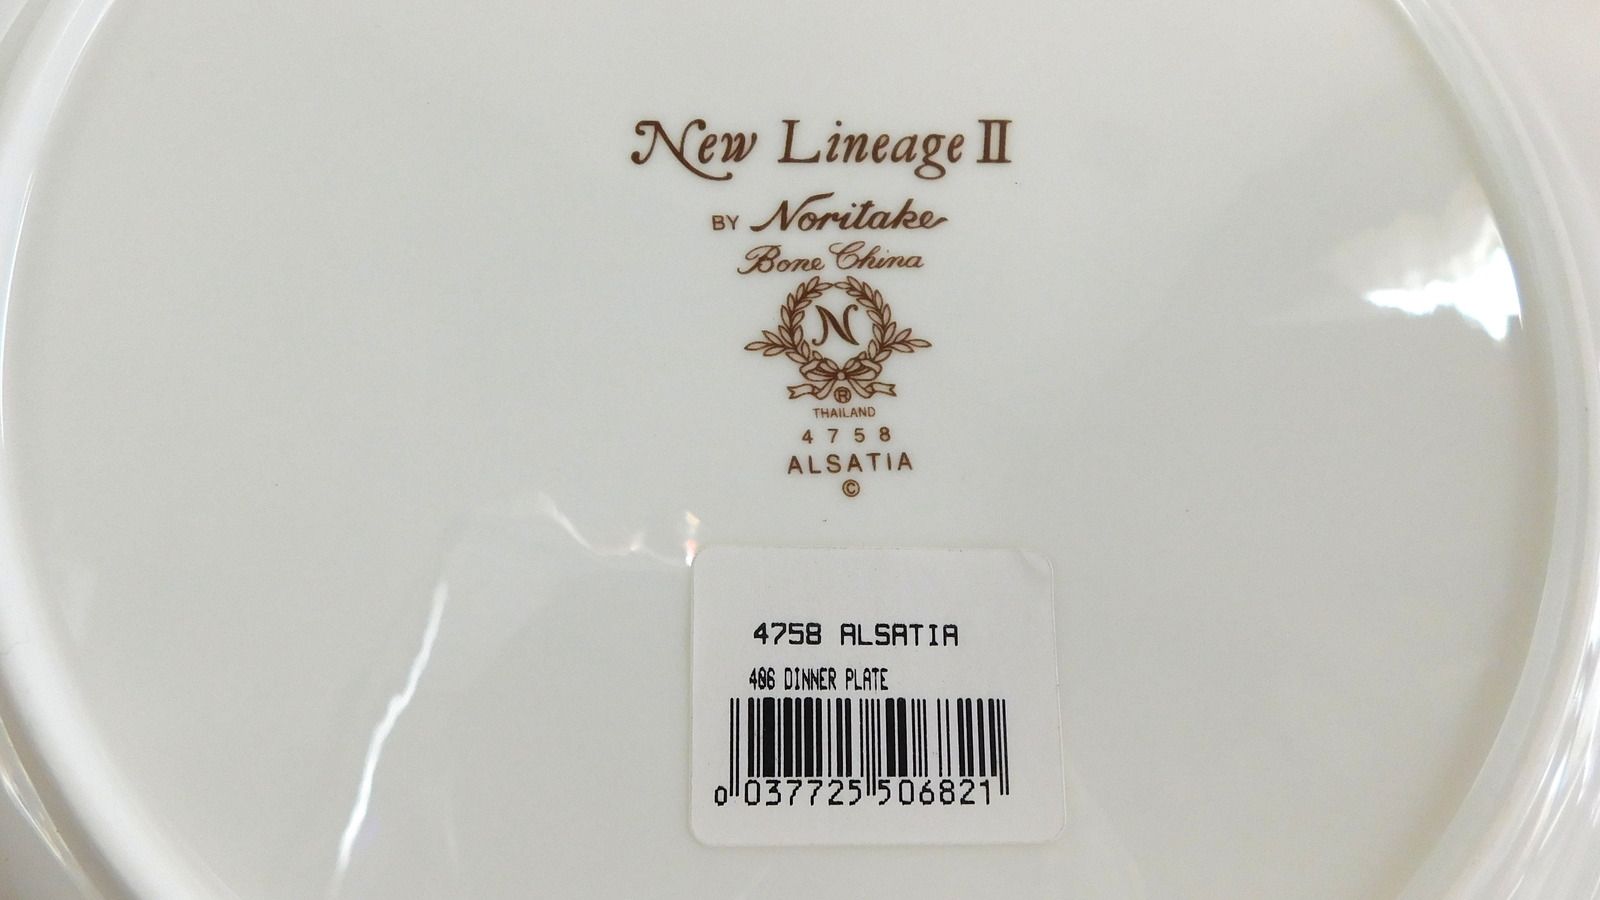 New Lineage II
BY Noritake
Bone China
N
®
THAILAND
4758
ALSATIA
©
4758 ALSATIA
406 DINNER PLATE
0 037725 506821